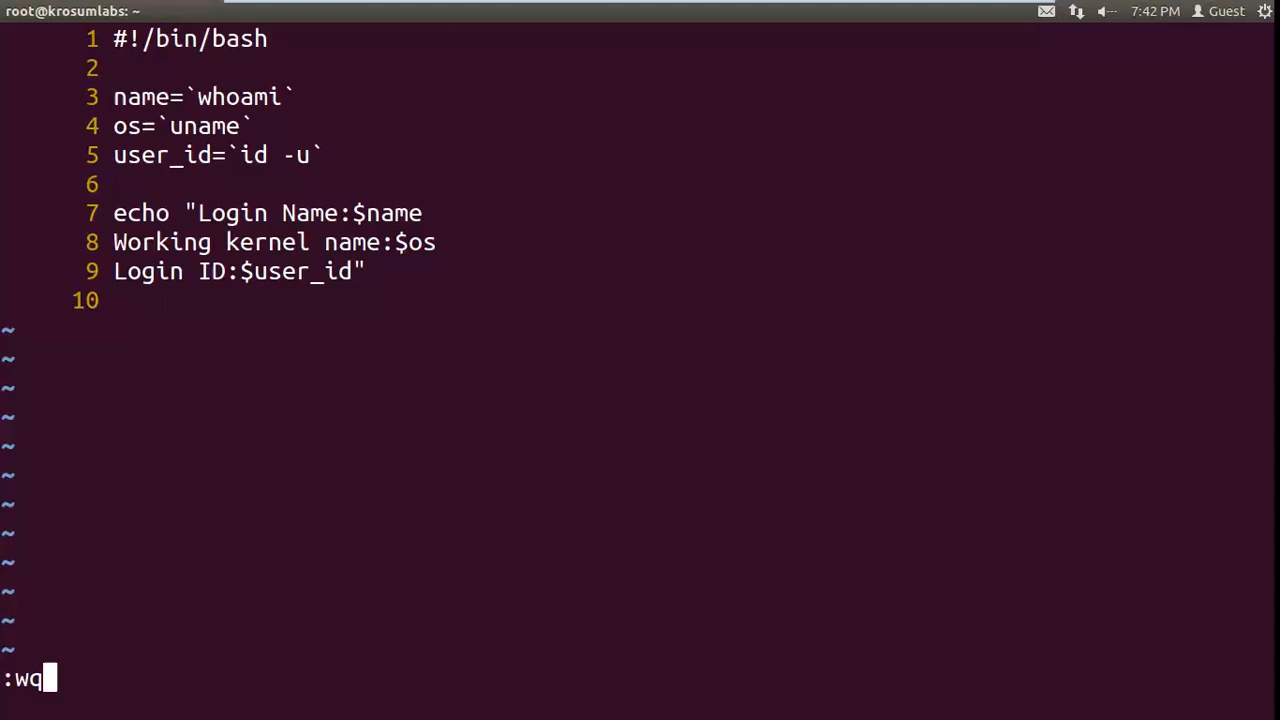 root@krosumlabs: ~ 7:42 PM Guest
1 #!/bin/bash
2
3 name=`whoami`
4 os=`uname`
5 user_id=`id -u`
6
7 echo "Login Name:$name
8 Working kernel name:$os
9 Login ID:$user_id"
10
~
~
~
~
~
~
~
~
~
~
~
~
:wq